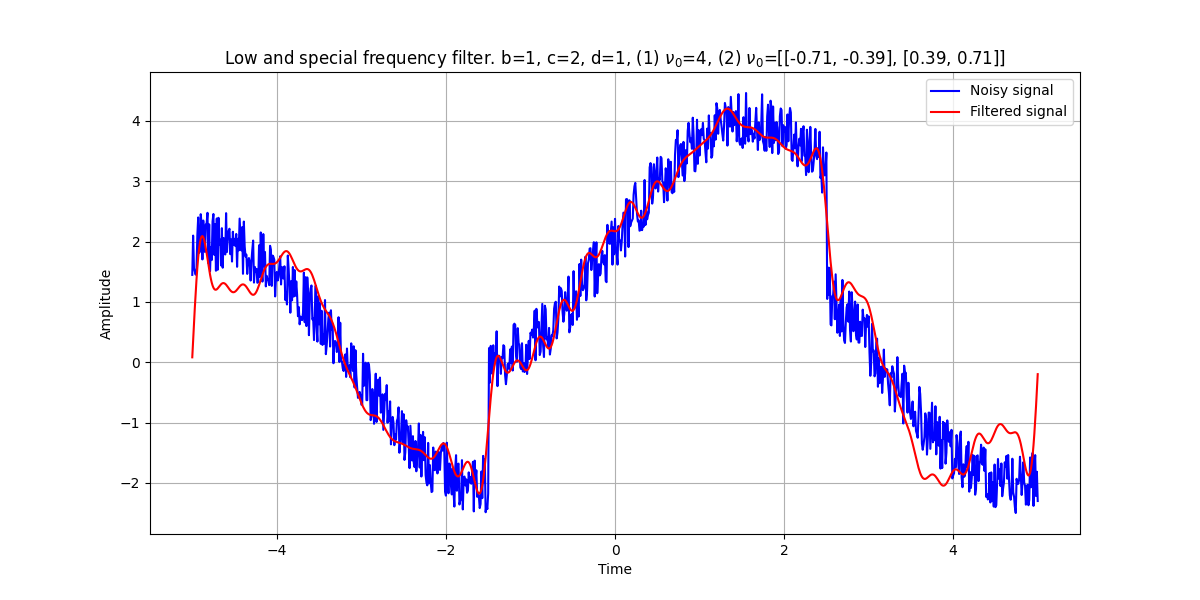 Low and special frequency filter. b=1, c=2, d=1, (1) ν₀=4, (2) ν₀=[[-0.71, -0.39], [0.39, 0.71]]
Noisy signal
Filtered signal
4
3
2
1
0
−1
−2
Amplitude
−4
−2
0
2
4
Time